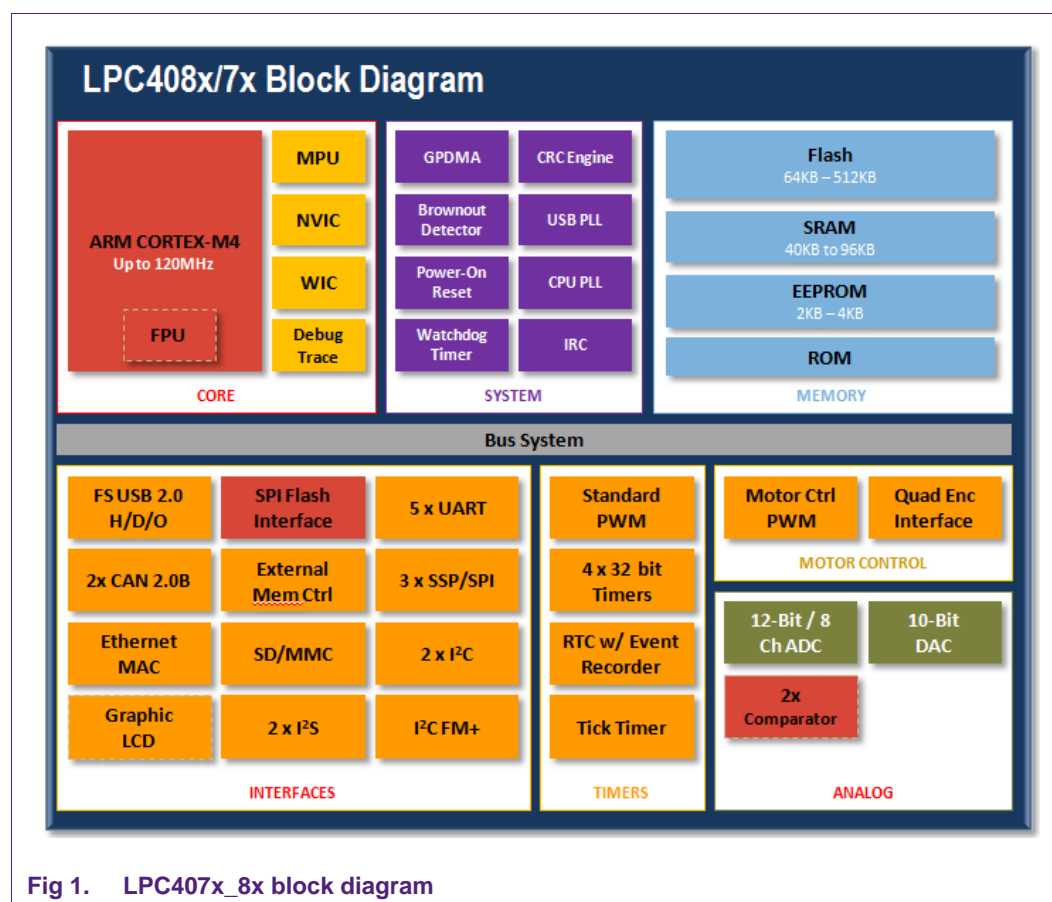 LPC408x/7x Block Diagram
ARM CORTEX-M4
Up to 120MHz
FPU
MPU
NVIC
WIC
Debug
Trace
CORE
GPDMA
CRC Engine
Brownout
Detector
USB PLL
Power-On
Reset
CPU PLL
Watchdog
Timer
IRC
SYSTEM
Flash
64KB – 512KB
SRAM
40KB to 96KB
EEPROM
2KB – 4KB
ROM
MEMORY
Bus System
FS USB 2.0
H/D/O
SPI Flash
Interface
5 x UART
2x CAN 2.0B
External
Mem Ctrl
3 x SSP/SPI
Ethernet
MAC
SD/MMC
2 x I²C
Graphic
LCD
2 x I²S
I²C FM+
INTERFACES
Standard
PWM
4 x 32 bit
Timers
RTC w/ Event
Recorder
Tick Timer
TIMERS
Motor Ctrl
PWM
Quad Enc
Interface
MOTOR CONTROL
12-Bit / 8
Ch ADC
10-Bit
DAC
2x
Comparator
ANALOG
Fig 1. LPC407x_8x block diagram